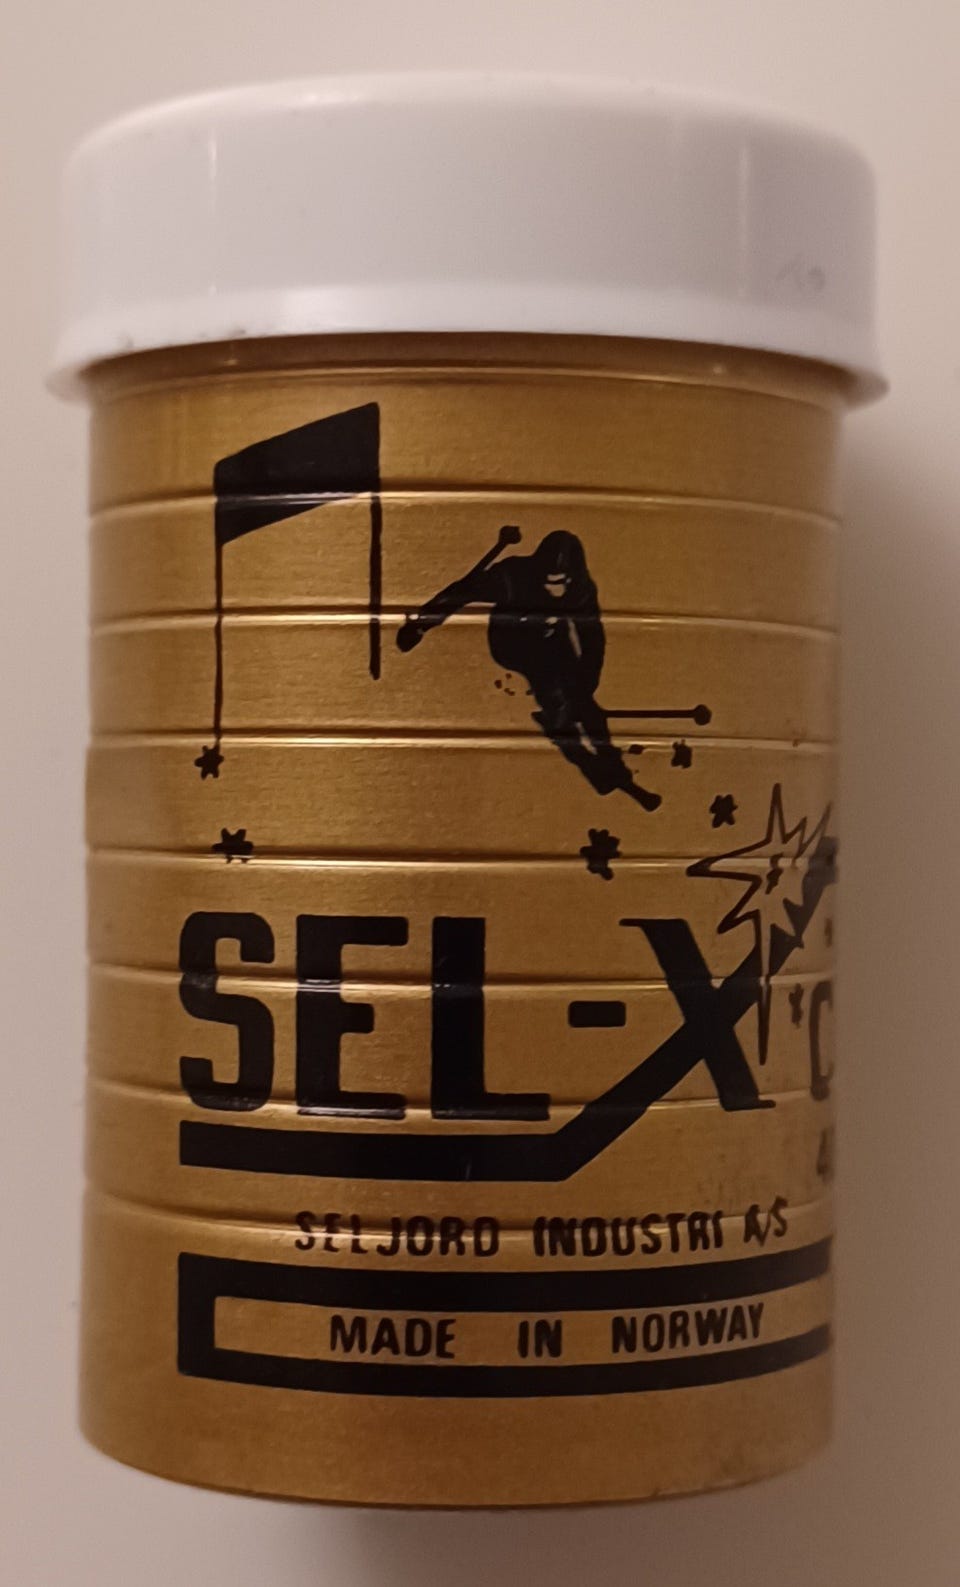 SEL-X
SELJORD INDUSTRI A/S
MADE IN NORWAY